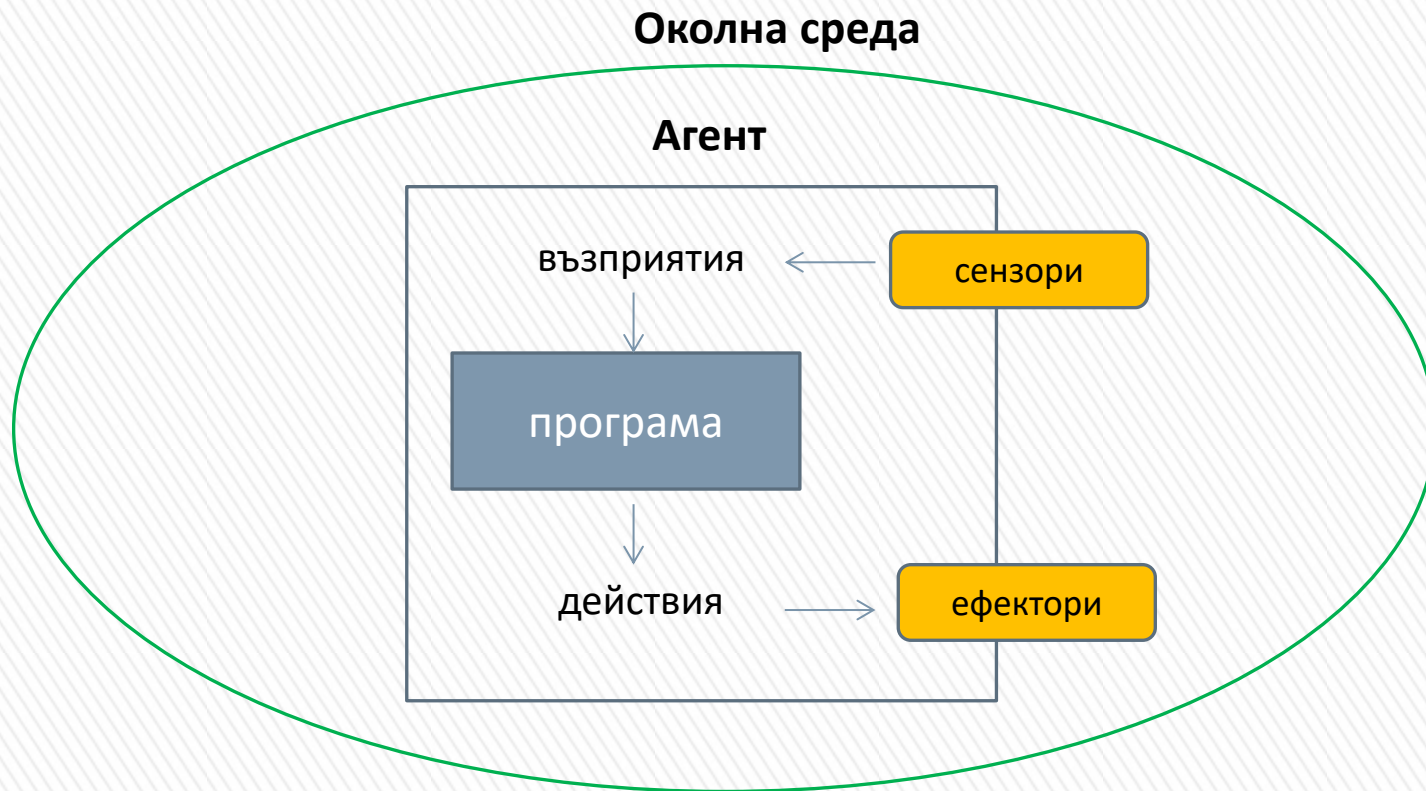 Околна среда
Агент
възприятия
сензори
програма
действия
ефектори